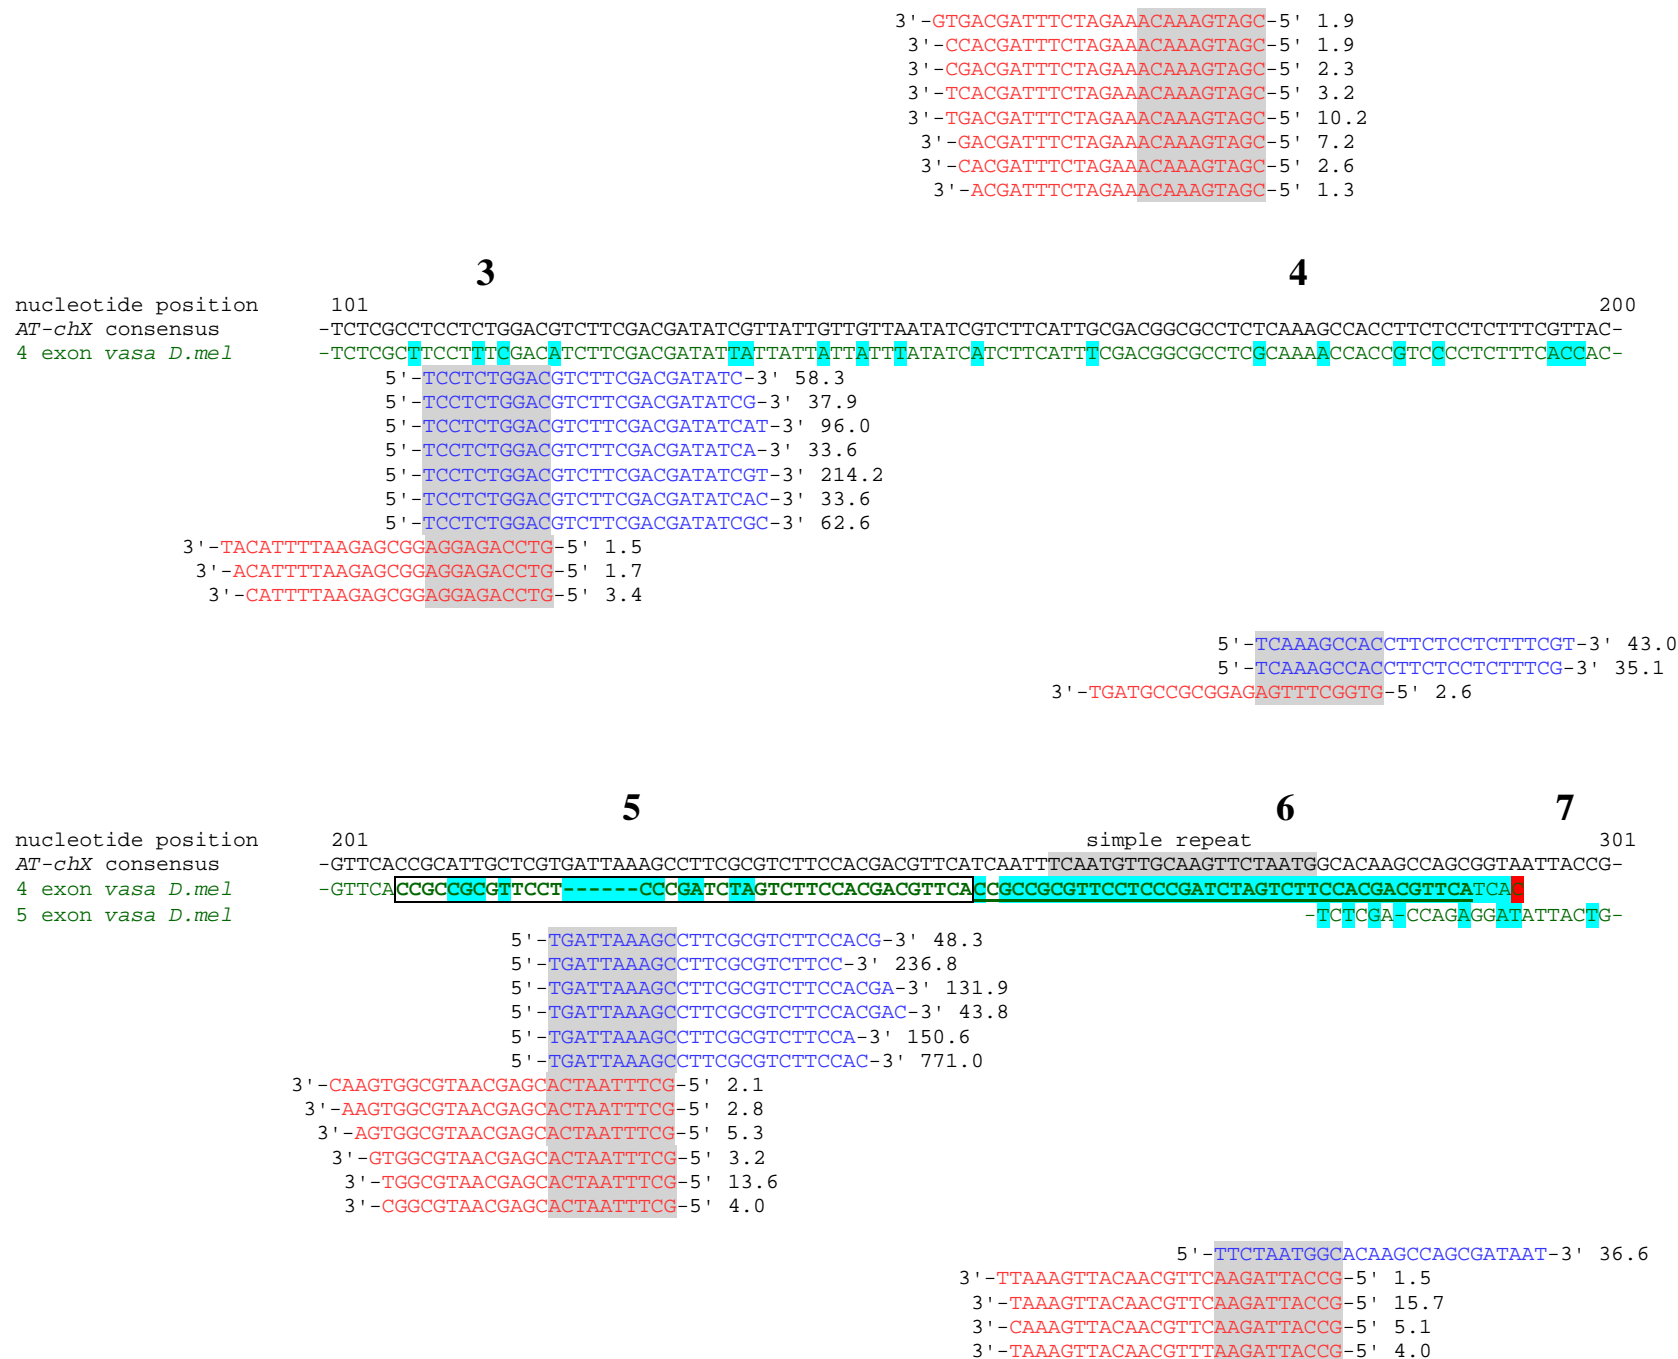 3'-GTGACGATTTCTAGAAACAAAGTAGC-5' 1.9
3'-CCACGATTTCTAGAAACAAAGTAGC-5' 1.9
3'-CGACGATTTCTAGAAACAAAGTAGC-5' 2.3
3'-TCACGATTTCTAGAAACAAAGTAGC-5' 3.2
3'-TGACGATTTCTAGAAACAAAGTAGC-5' 10.2
3'-GACGATTTCTAGAAACAAAGTAGC-5' 7.2
3'-CACGATTTCTAGAAACAAAGTAGC-5' 2.6
3'-ACGATTTCTAGAAACAAAGTAGC-5' 1.3
3 4
nucleotide position 101 200
AT-chX consensus -TCTCGCCTCCTCTGGACGTCTTCGACGATATCGTTATTGTTGTTAATATCGTCTTCATTGCGACGGCGCCTCTCAAAGCCACCTTCTCCTCTTTCGTTAC-
4 exon vasa D.mel -TCTCGCTTCCTTTCGACATCTTCGACGATATTATTATTATTATTTATATCATCTTCATTTCGACGGCGCCTCGCAAAACCACCGTCCCCTCTTTCACCAC-
5'-TCCTCTGGACGTCTTCGACGATATC-3' 58.3
5'-TCCTCTGGACGTCTTCGACGATATCG-3' 37.9
5'-TCCTCTGGACGTCTTCGACGATATCAT-3' 96.0
5'-TCCTCTGGACGTCTTCGACGATATCA-3' 33.6
5'-TCCTCTGGACGTCTTCGACGATATCGT-3' 214.2
5'-TCCTCTGGACGTCTTCGACGATATCAC-3' 33.6
5'-TCCTCTGGACGTCTTCGACGATATCGC-3' 62.6
3'-TACATTTTAAGAGCGGAGGAGACCTG-5' 1.5
3'-ACATTTTAAGAGCGGAGGAGACCTG-5' 1.7
3'-CATTTTAAGAGCGGAGGAGACCTG-5' 3.4
5'-TCAAAGCCACCTTCTCCTCTTTCGT-3' 43.0
5'-TCAAAGCCACCTTCTCCTCTTTCG-3' 35.1
3'-TGATGCCGCGGAGAGTTTCGGTG-5' 2.6
5 6 7
nucleotide position 201 simple repeat 301
AT-chX consensus -GTTCACCGCATTGCTCGTGATTAAAGCCTTCGCGTCTTCCACGACGTTCATCAATTTCAATGTTGCAAGTTCTAATGGCACAAGCCAGCGGTAATTACCG-
4 exon vasa D.mel -GTTCACCGCCGCGTTCCT------CCCGATCTAGTCTTCCACGACGTTCACCGCCGCGTTCCTCCCGATCTAGTCTTCCACGACGTTCATCAC
5 exon vasa D.mel -TCTCGA-CCAGAGGATATTACTG-
5'-TGATTAAAGCCTTCGCGTCTTCCACG-3' 48.3
5'-TGATTAAAGCCTTCGCGTCTTCC-3' 236.8
5'-TGATTAAAGCCTTCGCGTCTTCCACGA-3' 131.9
5'-TGATTAAAGCCTTCGCGTCTTCCACGAC-3' 43.8
5'-TGATTAAAGCCTTCGCGTCTTCCA-3' 150.6
5'-TGATTAAAGCCTTCGCGTCTTCCAC-3' 771.0
3'-CAAGTGGCGTAACGAGCACTAATTTCG-5' 2.1
3'-AAGTGGCGTAACGAGCACTAATTTCG-5' 2.8
3'-AGTGGCGTAACGAGCACTAATTTCG-5' 5.3
3'-GTGGCGTAACGAGCACTAATTTCG-5' 3.2
3'-TGGCGTAACGAGCACTAATTTCG-5' 13.6
3'-CGGCGTAACGAGCACTAATTTCG-5' 4.0
5'-TTCTAATGGCACAAGCCAGCGATAAT-3' 36.6
3'-TTAAAGTTACAACGTTCAAGATTACCG-5' 1.5
3'-TAAAGTTACAACGTTCAAGATTACCG-5' 15.7
3'-CAAAGTTACAACGTTCAAGATTACCG-5' 5.1
3'-TAAAGTTACAACGTTTAAGATTACCG-5' 4.0